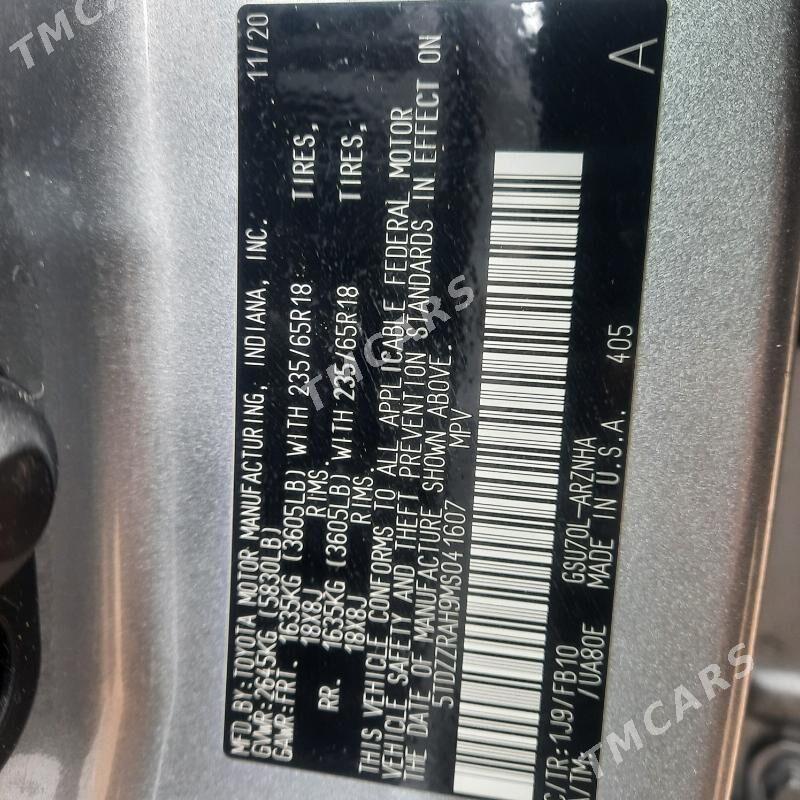 MFD BY: TOYOTA MOTOR MANUFACTURING, INDIANA, INC. 11/20
GVWR: 2645KG (5830LB)
GAWR: FRT. 1635KG (3605LB) WITH 235/65R18 TIRES,
18X8J RIMS.
RR. 1635KG (3605LB) WITH 235/65R18 TIRES,
18X8J RIMS.
THIS VEHICLE CONFORMS TO ALL APPLICABLE FEDERAL MOTOR
VEHICLE SAFETY AND THEFT PREVENTION STANDARDS IN EFFECT ON
THE DATE OF MANUFACTURE SHOWN ABOVE.
5TDZZRAH9MS041607 MPV
A
C/TR: 1J9/FB10 GSU70L-ARZNHA
A/TM /UA80E MADE IN U.S.A. 405
TMCARS
TMCARS
TMCARS
TMCARS